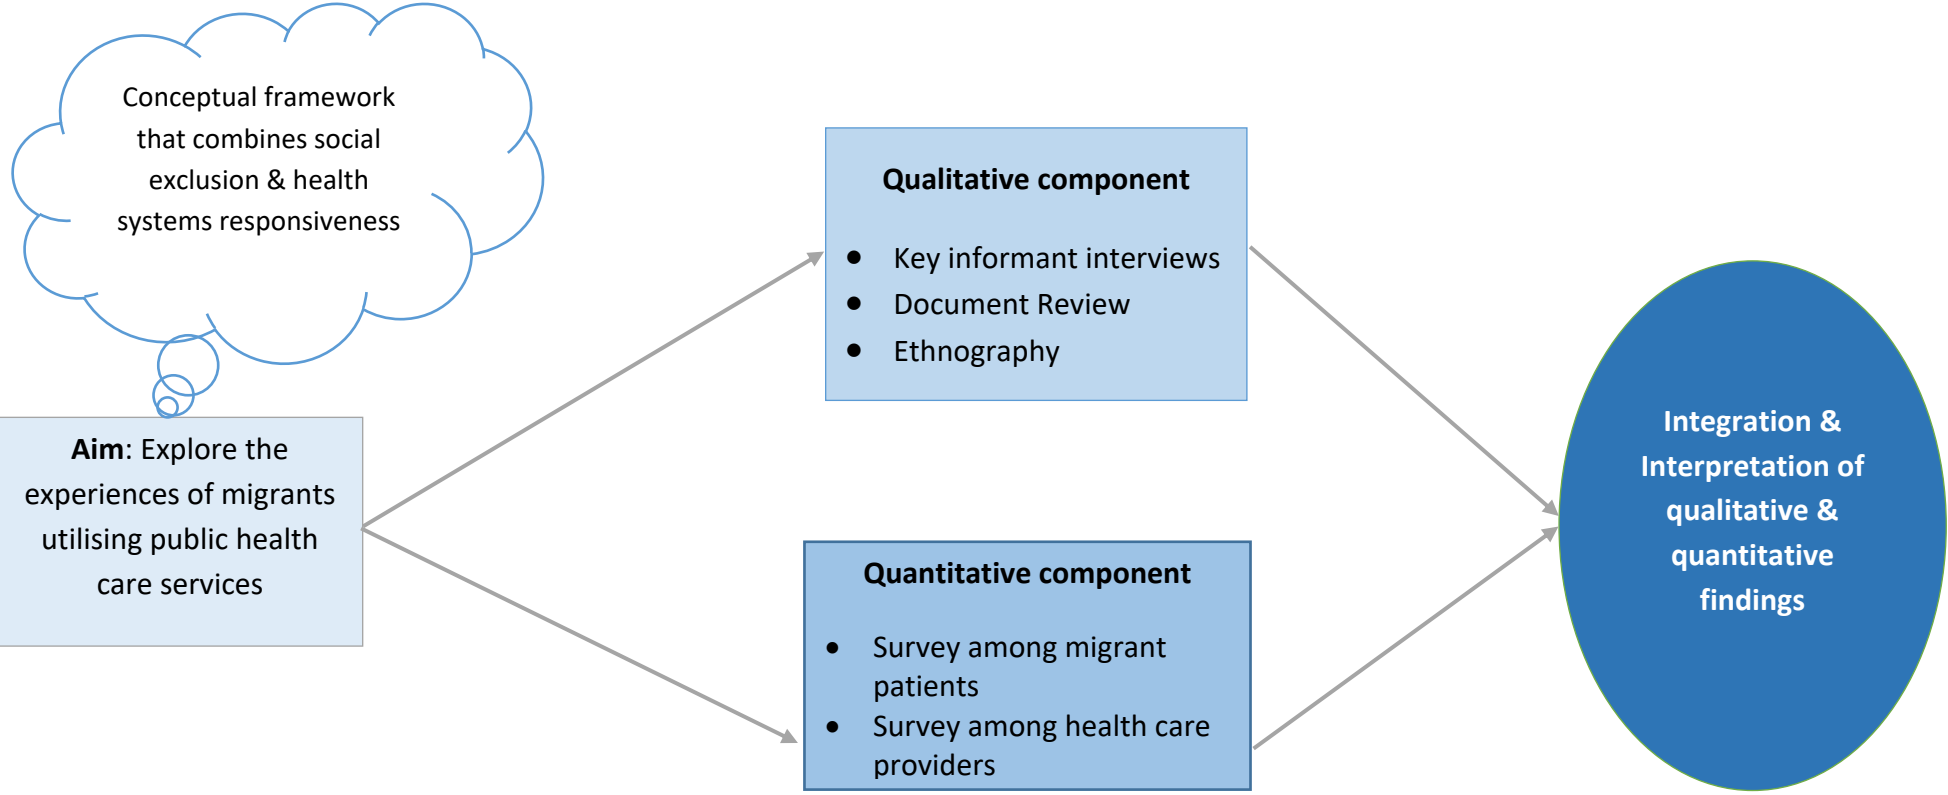 Conceptual framework
that combines social
exclusion & health
systems responsiveness
Aim: Explore the
experiences of migrants
utilising public health
care services
Qualitative component
● Key informant interviews
● Document Review
● Ethnography
Quantitative component
● Survey among migrant
patients
● Survey among health care
providers
Integration &
Interpretation of
qualitative &
quantitative
findings